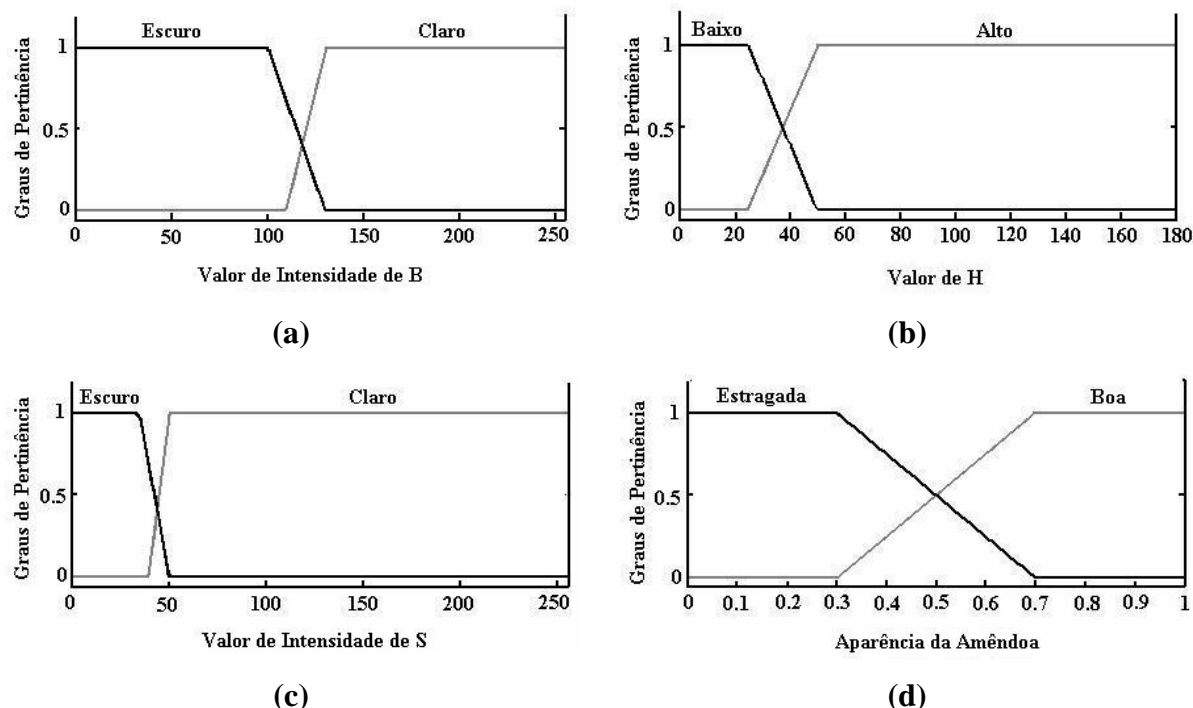 Escuro Claro
Graus de Pertinência
1
0.5
0
0 50 100 150 200 250
Valor de Intensidade de B
(a)
Baixo Alto
Graus de Pertinência
1
0.5
0
0 20 40 60 80 100 120 140 160 180
Valor de H
(b)
Escuro Claro
Graus de Pertinência
1
0.5
0
0 50 100 150 200 250
Valor de Intensidade de S
(c)
Estragada Boa
Graus de Pertinência
1
0.5
0
0 0.1 0.2 0.3 0.4 0.5 0.6 0.7 0.8 0.9 1
Aparência da Amêndoa
(d)